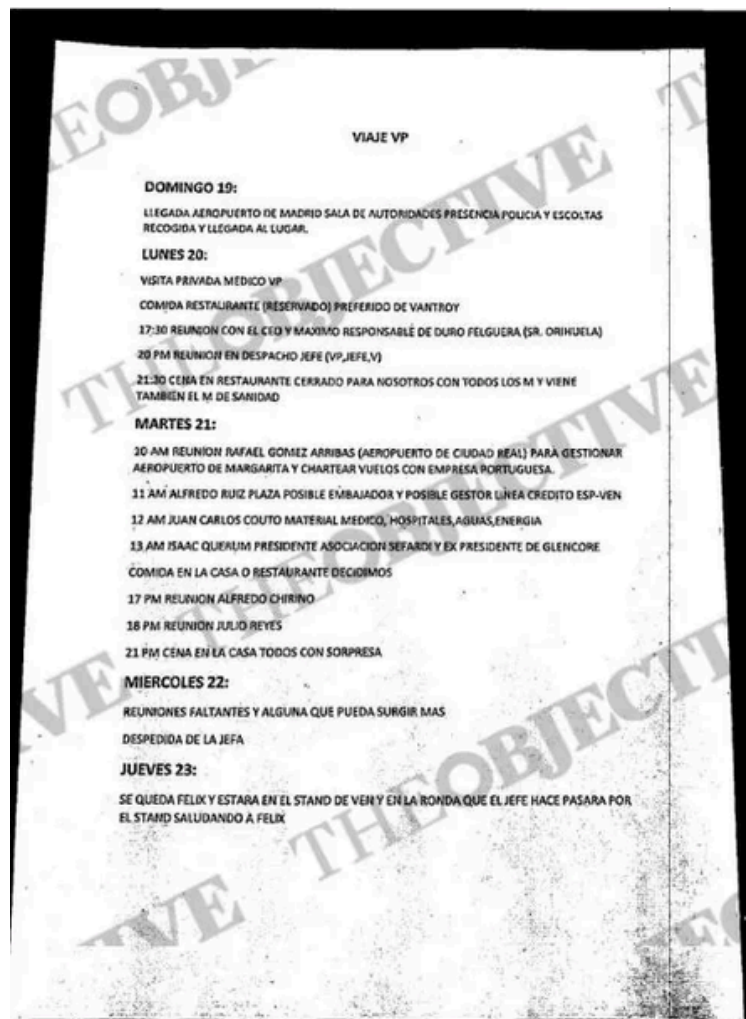 VIAJE VP
DOMINGO 19:
LLEGADA AEROPUERTO DE MADRID SALA DE AUTORIDADES PRESENCIA POLICIA Y ESCOLTAS
RECOGIDA Y LLEGADA AL LUGAR.
LUNES 20:
VISITA PRIVADA MEDICO VP
COMIDA RESTAURANTE (RESERVADO) PREFERIDO DE VANTROY
17:30 REUNION CON EL CEO Y MAXIMO RESPONSABLE DE DURO FELGUERA (SR. ORIHUELA)
20 PM REUNION EN DESPACHO JEFE (VP,JEFE,V)
21:30 CENA EN RESTAURANTE CERRADO PARA NOSOTROS CON TODOS LOS M Y VIENE
TAMBIEN EL M DE SANIDAD
MARTES 21:
10 AM REUNION RAFAEL GOMEZ ARRIBAS (AEROPUERTO DE CIUDAD REAL) PARA GESTIONAR
AEROPUERTO DE MARGARITA Y CHARTEAR VUELOS CON EMPRESA PORTUGUESA.
11 AM ALFREDO RUIZ PLAZA POSIBLE EMBAJADOR Y POSIBLE GESTOR LINEA CREDITO ESP-VEN
12 AM JUAN CARLOS COUTO MATERIAL MEDICO, HOSPITALES,AGUAS,ENERGIA
13 AM ISAAC QUERUM PRESIDENTE ASOCIACION SEFARDI Y EX PRESIDENTE DE GLENCORE
COMIDA EN LA CASA O RESTAURANTE DECIDIMOS
17 PM REUNION ALFREDO CHIRINO
18 PM REUNION JULIO REYES
21 PM CENA EN LA CASA TODOS CON SORPRESA
MIERCOLES 22:
REUNIONES FALTANTES Y ALGUNA QUE PUEDA SURGIR MAS
DESPEDIDA DE LA JEFA
JUEVES 23:
SE QUEDA FELIX Y ESTARA EN EL STAND DE VEN Y EN LA RONDA QUE EL JEFE HACE PASARA POR
EL STAND SALUDANDO A FELIX
THEOBJECTIVE